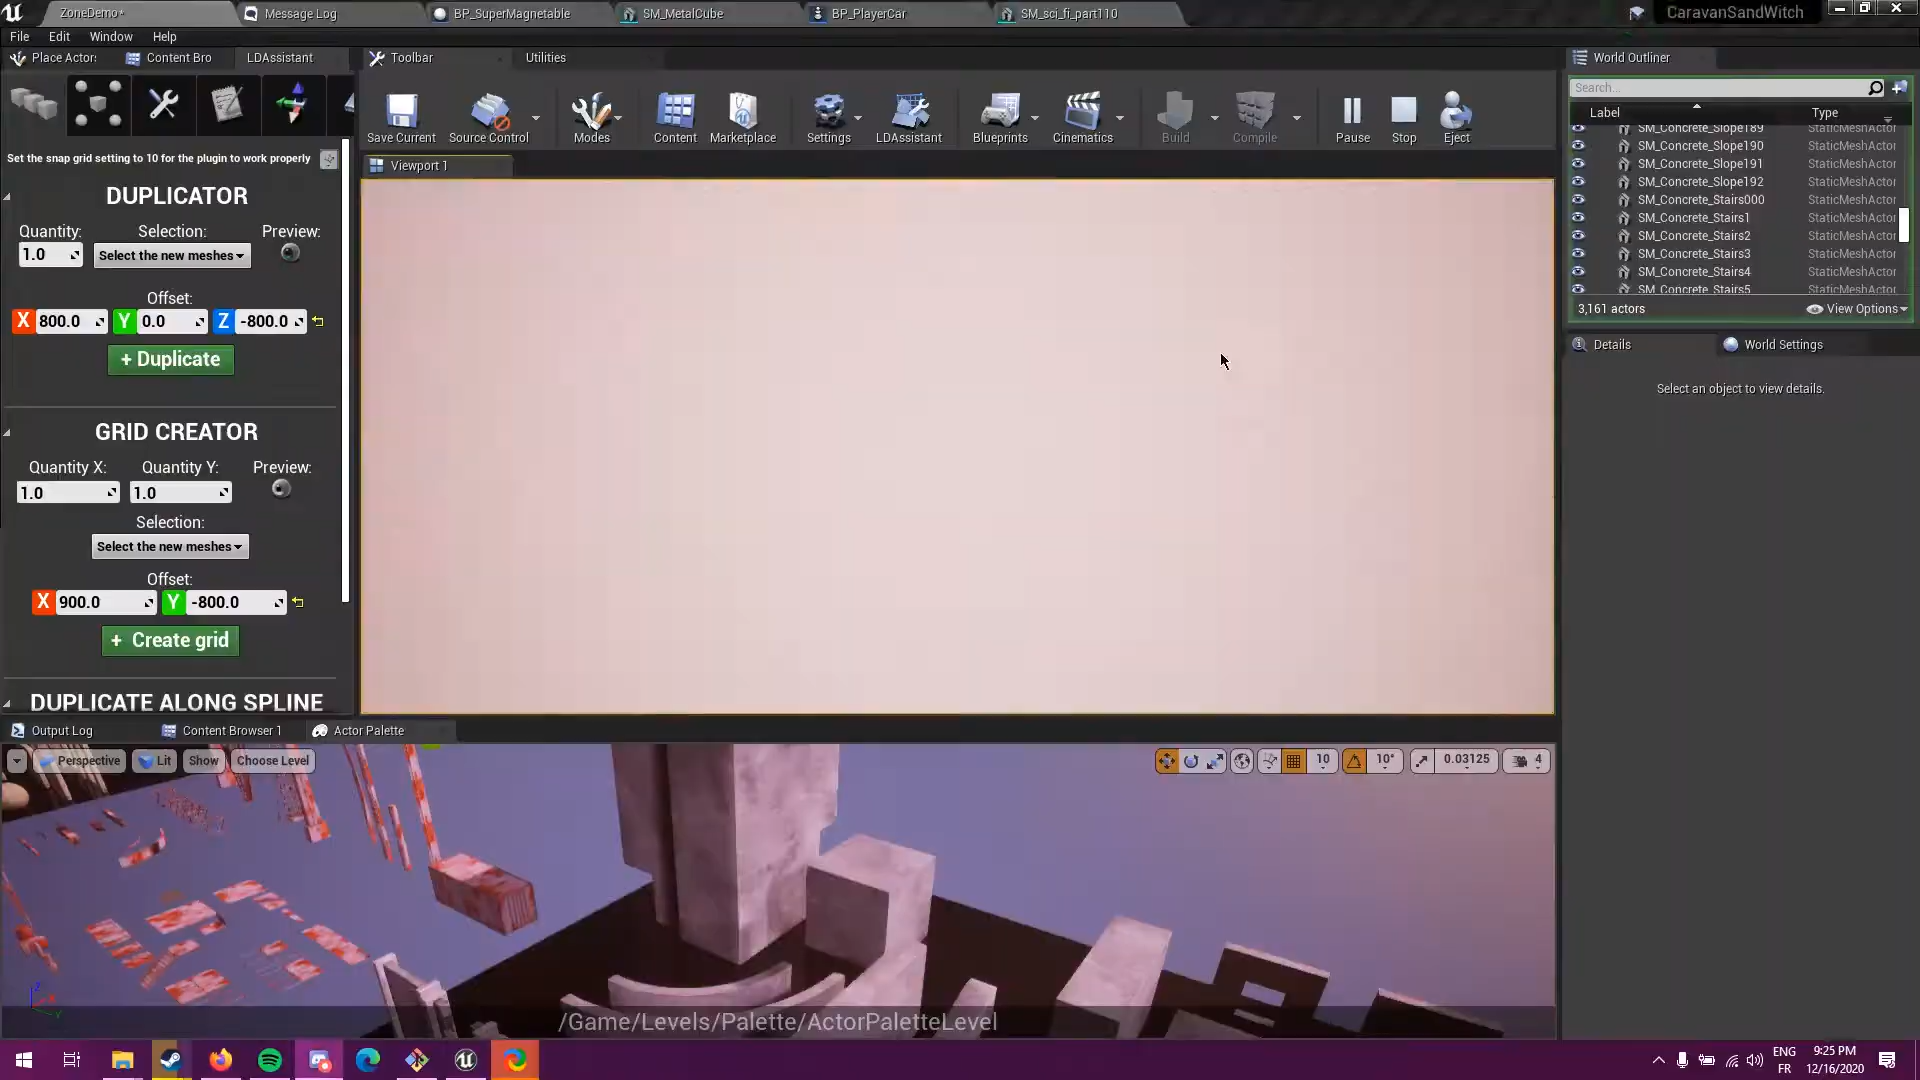 ZoneDemo*
Message Log
BP_SuperMagnetable
SM_MetalCube
BP_PlayerCar
SM_sci_fi_part110
CaravanSandWitch
File
Edit
Window
Help
Place Actor:
Content Bro
LDAssistant
Toolbar
Utilities
World Outliner
Search...
Label
Type
Save Current
Source Control
Modes
Content
Marketplace
Settings
LDAssistant
Blueprints
Cinematics
Build
Compile
Pause
Stop
Eject
Set the snap grid setting to 10 for the plugin to work properly
Viewport 1
SM_Concrete_Slope189 StaticMeshActor
SM_Concrete_Slope190 StaticMeshActor
SM_Concrete_Slope191 StaticMeshActor
SM_Concrete_Slope192 StaticMeshActor
SM_Concrete_Stairs000 StaticMeshActor
SM_Concrete_Stairs1 StaticMeshActor
SM_Concrete_Stairs2 StaticMeshActor
SM_Concrete_Stairs3 StaticMeshActor
SM_Concrete_Stairs4 StaticMeshActor
SM_Concrete_Stairs5 StaticMeshActor
3,161 actors
View Options
Details
World Settings
Select an object to view details.
DUPLICATOR
Quantity:
Selection:
Preview:
1.0
Select the new meshes
Offset:
X 800.0 Y 0.0 Z -800.0
+ Duplicate
GRID CREATOR
Quantity X:
Quantity Y:
Preview:
1.0
1.0
Selection:
Select the new meshes
Offset:
X 900.0 Y -800.0
+ Create grid
DUPLICATE ALONG SPLINE
Output Log
Content Browser 1
Actor Palette
Perspective
Lit
Show
Choose Level
10
10°
0.03125
4
/Game/Levels/Palette/ActorPaletteLevel
ENG
FR
9:25 PM
12/16/2020